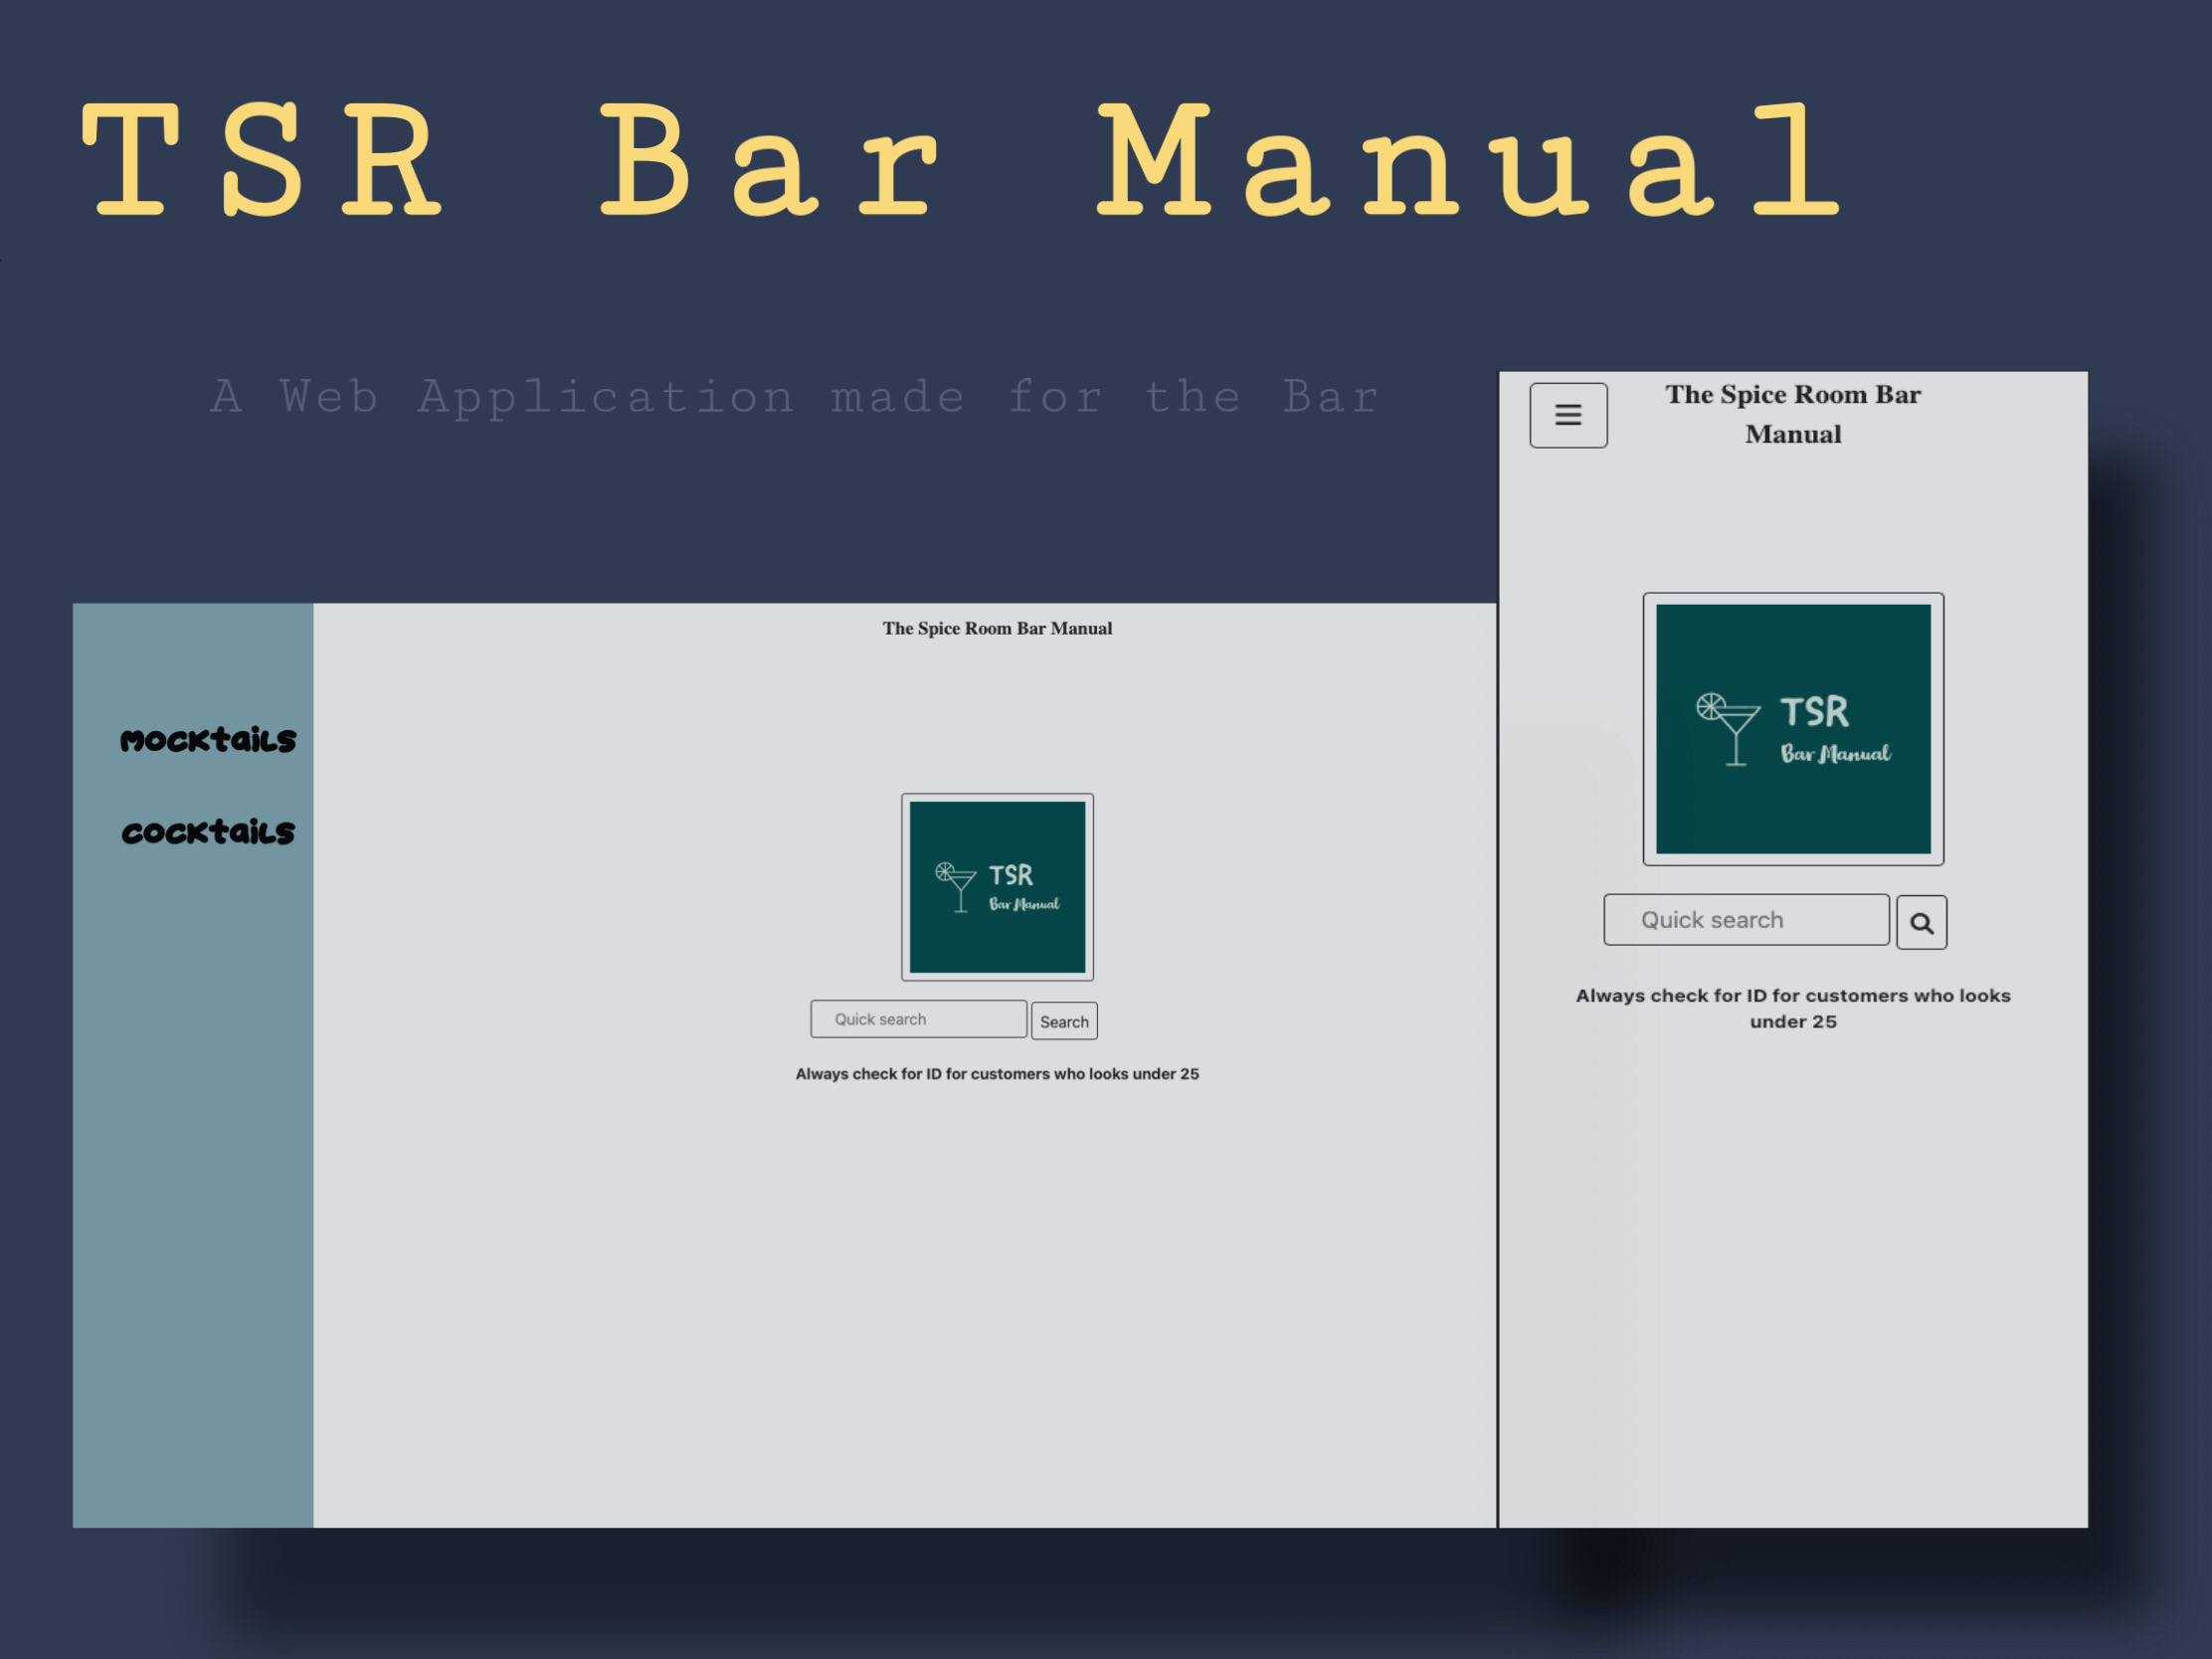 TSR Bar Manual
A Web Application made for the Bar
The Spice Room Bar Manual
mocktails
cocktails
TSR
Bar Manual
Quick search
Search
Always check for ID for customers who looks under 25
The Spice Room Bar
Manual
TSR
Bar Manual
Quick search
Always check for ID for customers who looks
under 25